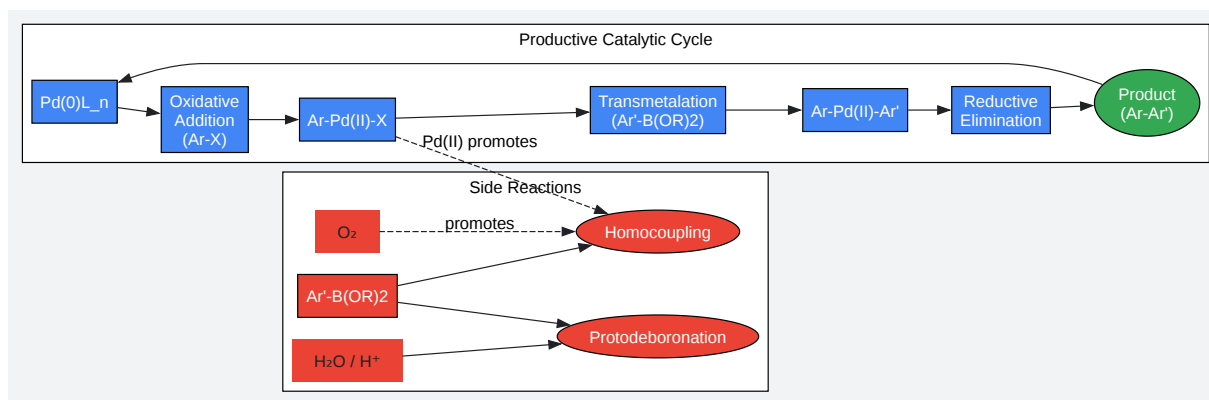 Productive Catalytic Cycle
Pd(0)L_n
Oxidative
Addition
(Ar-X)
Ar-Pd(II)-X
Transmetalation
(Ar'-B(OR)2)
Ar-Pd(II)-Ar'
Reductive
Elimination
Product
(Ar-Ar')
Pd(II) promotes
Side Reactions
O₂
promotes
Homocoupling
Ar'-B(OR)2
Protodeboronation
H₂O / H⁺